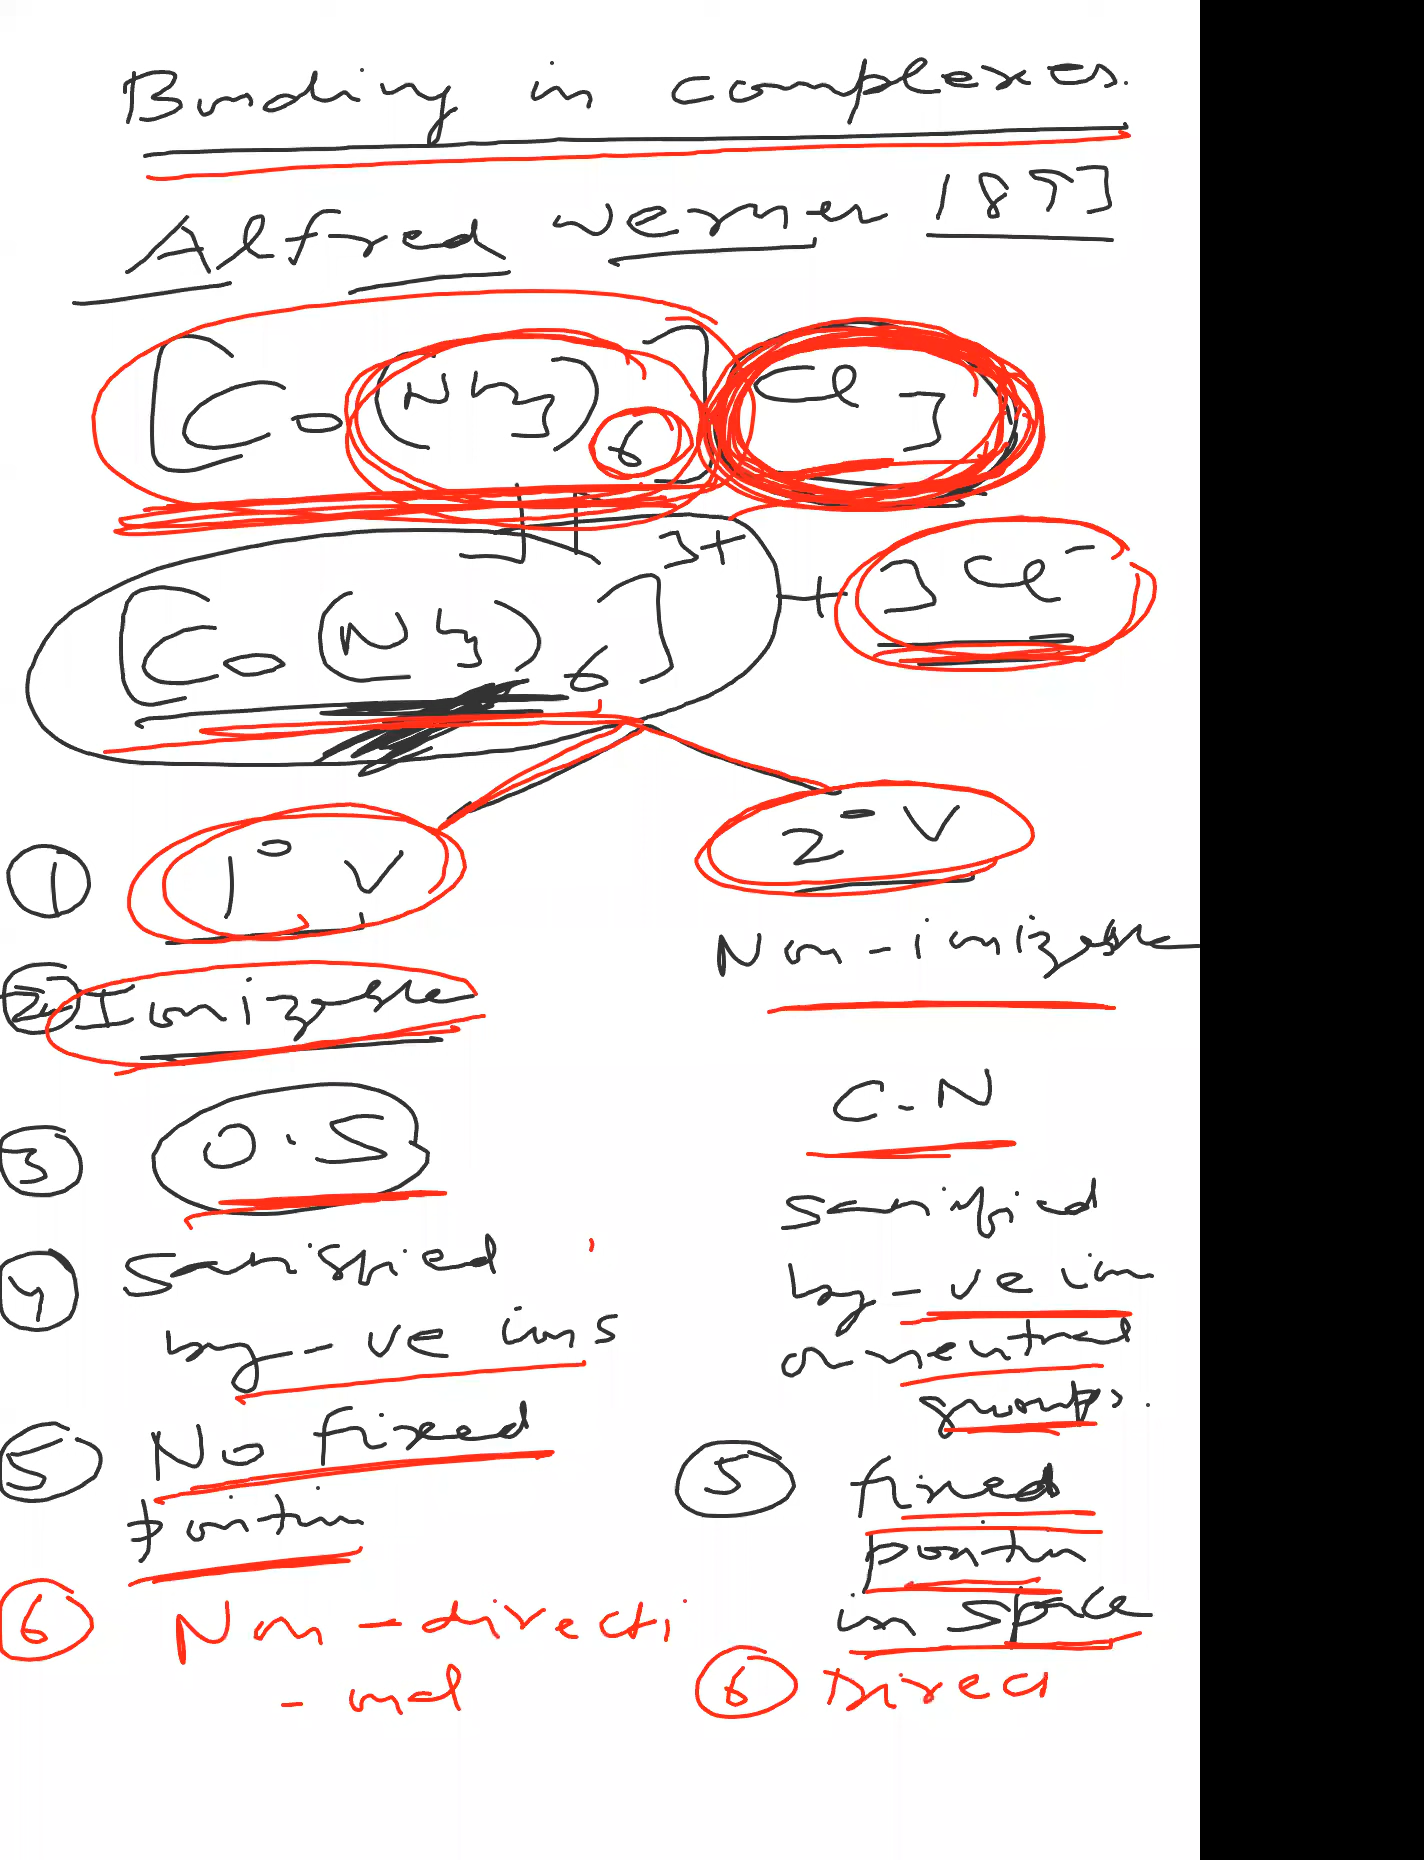 Bonding in complexes.
Alfred Werner 1893
[Co(NH3)6]Cl3
[Co(NH3)6]3+ + 3Cl-
① 1° V 2° V
② Ionizable Non-ionizable
③ O.S C.N
④ Satisfied satisfied
by -ve ions by -ve ion
or neutral
groups.
⑤ No fixed ⑤ fixed
position position
in space
⑥ Non-directi
- onal ⑥ Direct